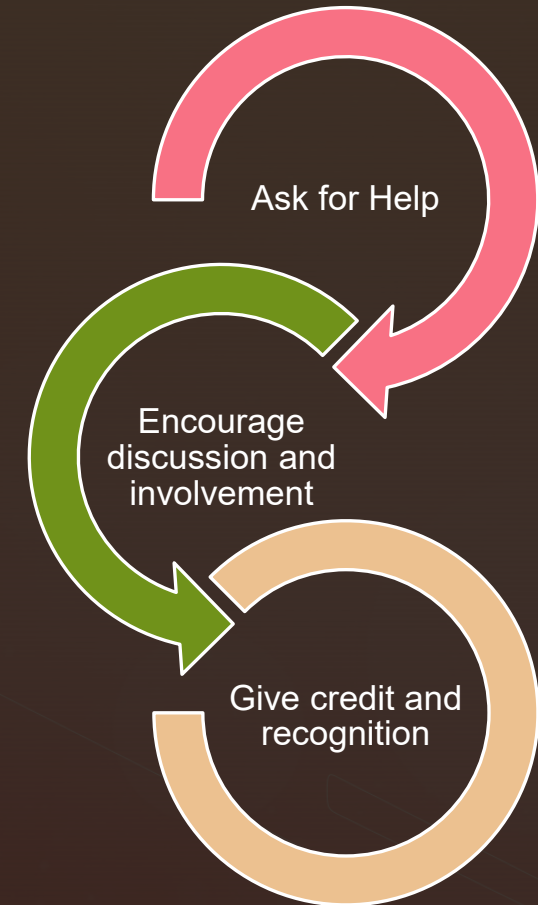 Ask for Help
Encourage
discussion and
involvement
Give credit and
recognition